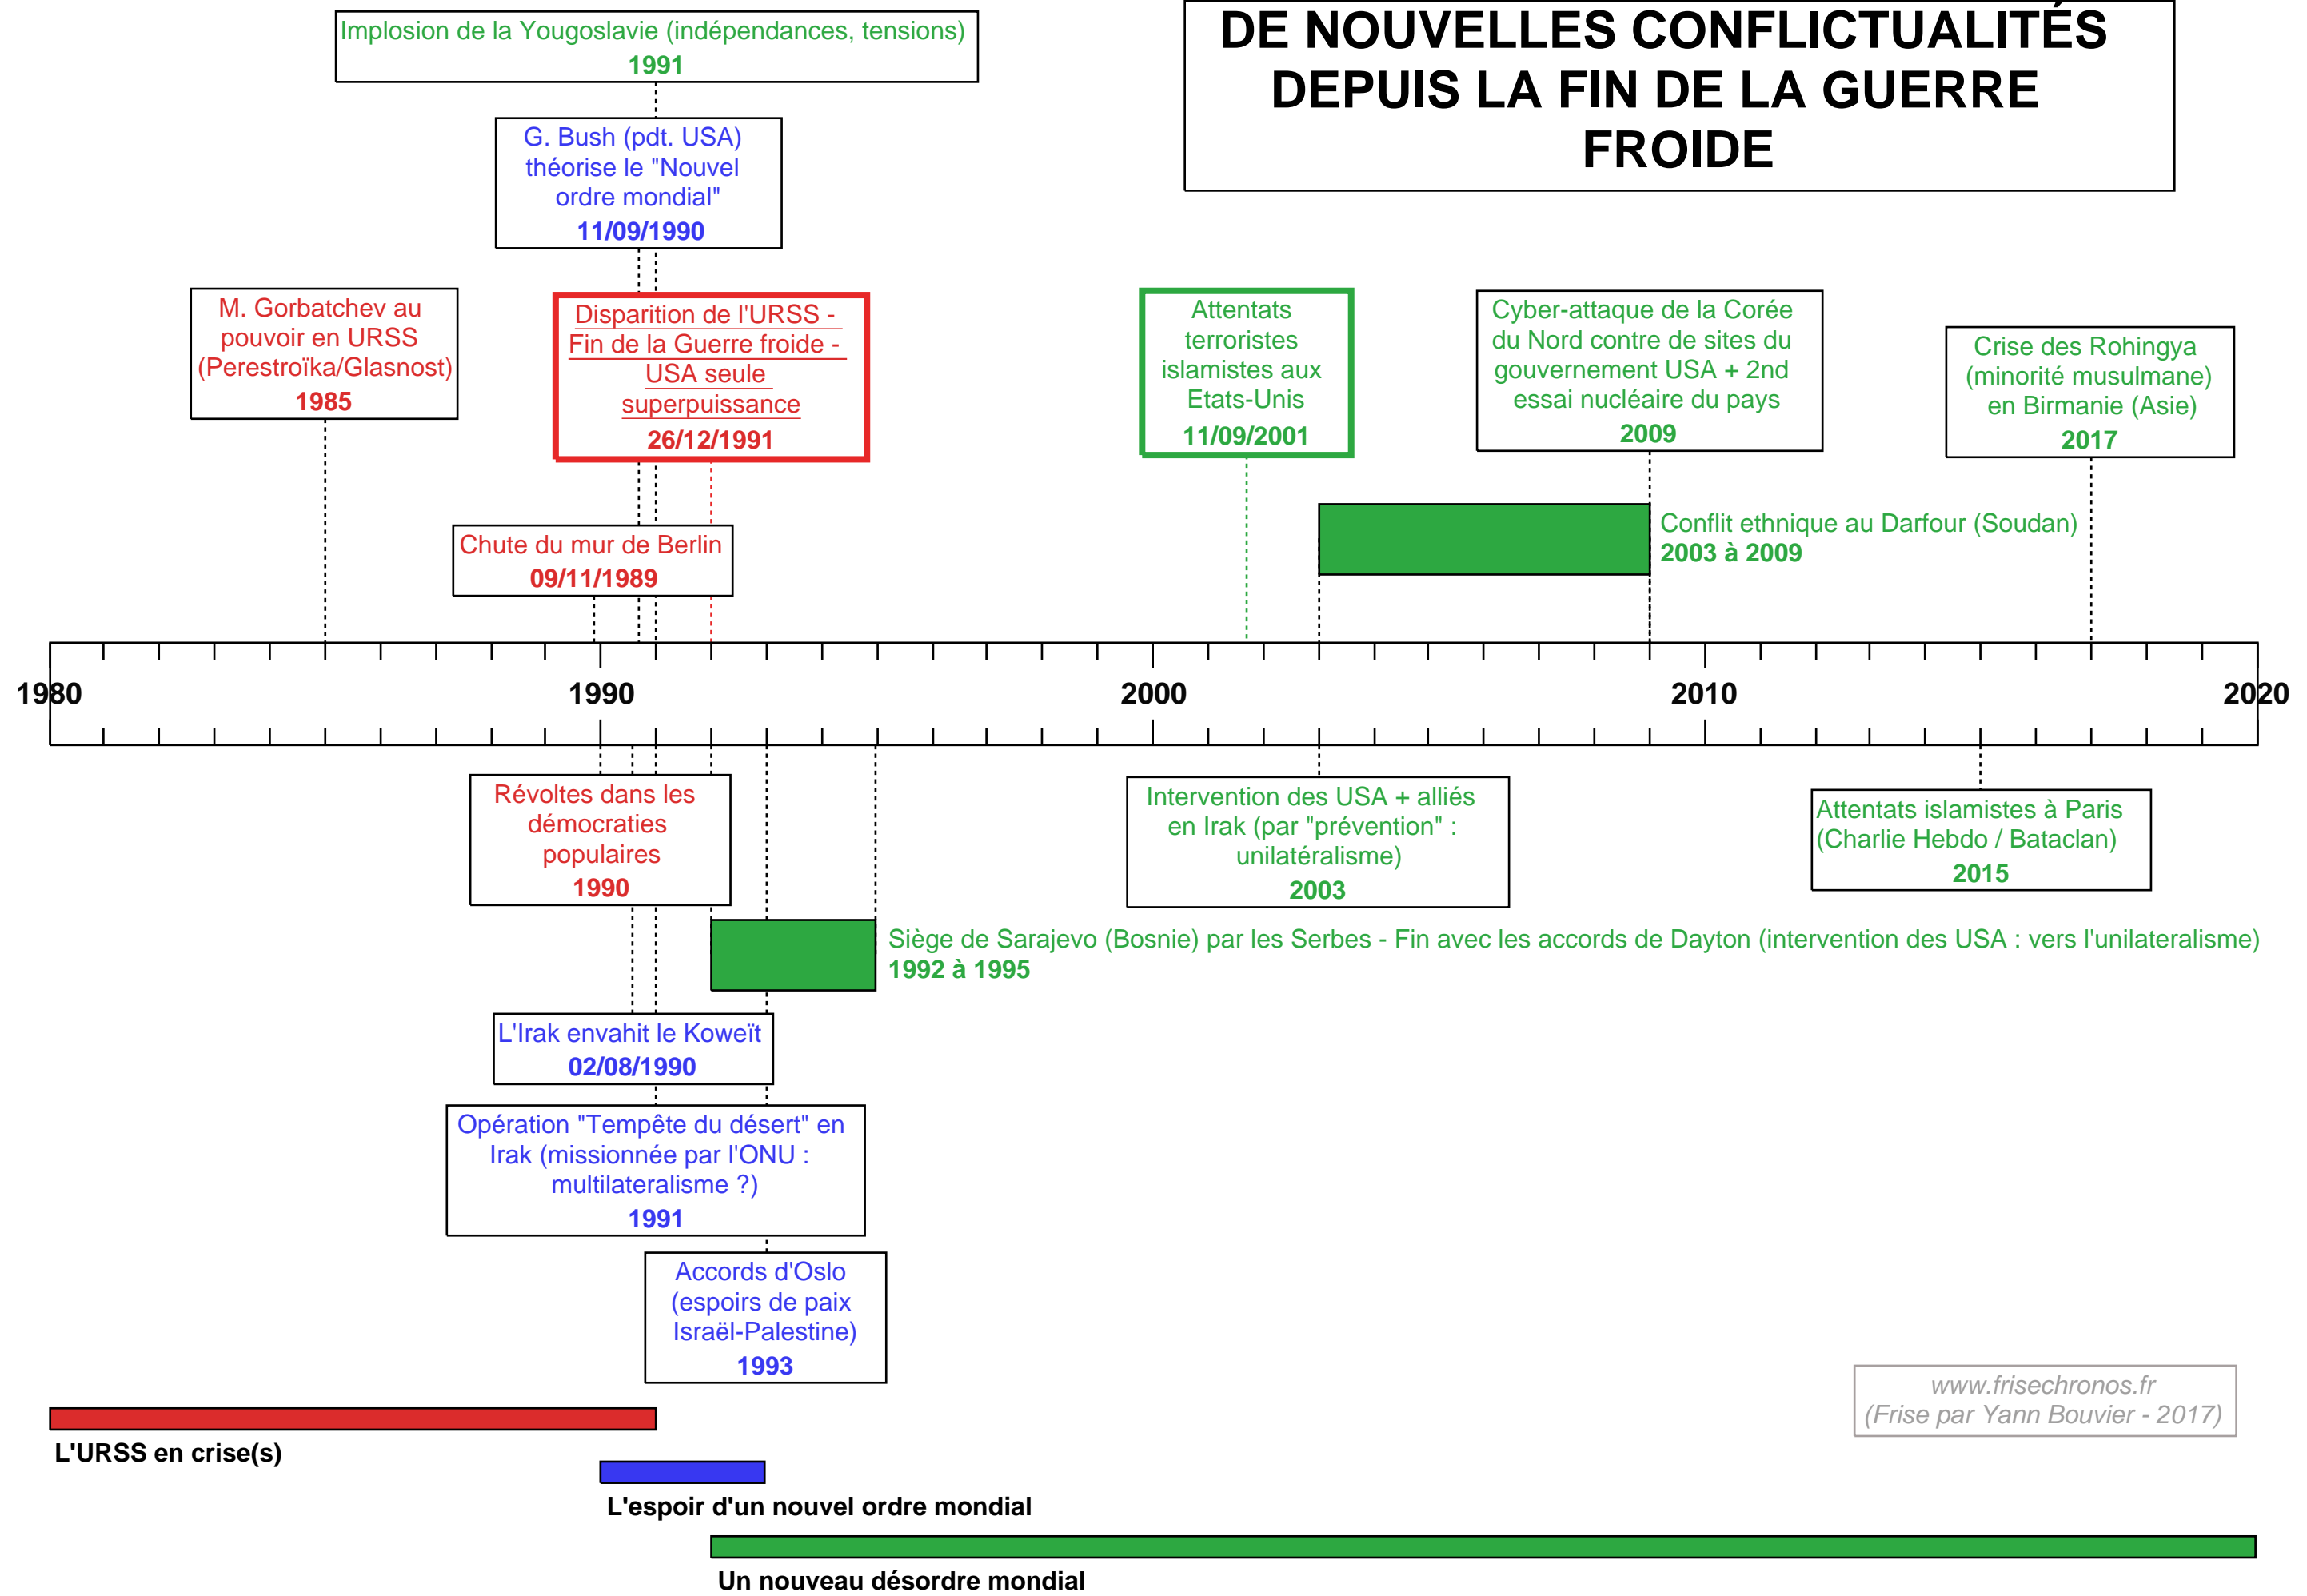 DE NOUVELLES CONFLICTUALITÉS
DEPUIS LA FIN DE LA GUERRE
FROIDE
Implosion de la Yougoslavie (indépendances, tensions)
1991
G. Bush (pdt. USA)
théorise le "Nouvel
ordre mondial"
11/09/1990
M. Gorbatchev au
pouvoir en URSS
(Perestroïka/Glasnost)
1985
Disparition de l'URSS -
Fin de la Guerre froide -
USA seule
superpuissance
26/12/1991
Attentats
terroristes
islamistes aux
Etats-Unis
11/09/2001
Cyber-attaque de la Corée
du Nord contre de sites du
gouvernement USA + 2nd
essai nucléaire du pays
2009
Crise des Rohingya
(minorité musulmane)
en Birmanie (Asie)
2017
Chute du mur de Berlin
09/11/1989
Conflit ethnique au Darfour (Soudan)
2003 à 2009
1980
1990
2000
2010
2020
Révoltes dans les
démocraties
populaires
1990
Intervention des USA + alliés
en Irak (par "prévention" :
unilatéralisme)
2003
Attentats islamistes à Paris
(Charlie Hebdo / Bataclan)
2015
Siège de Sarajevo (Bosnie) par les Serbes - Fin avec les accords de Dayton (intervention des USA : vers l'unilateralisme)
1992 à 1995
L'Irak envahit le Koweït
02/08/1990
Opération "Tempête du désert" en
Irak (missionnée par l'ONU :
multilateralisme ?)
1991
Accords d'Oslo
(espoirs de paix
Israël-Palestine)
1993
www.frisechronos.fr
(Frise par Yann Bouvier - 2017)
L'URSS en crise(s)
L'espoir d'un nouvel ordre mondial
Un nouveau désordre mondial